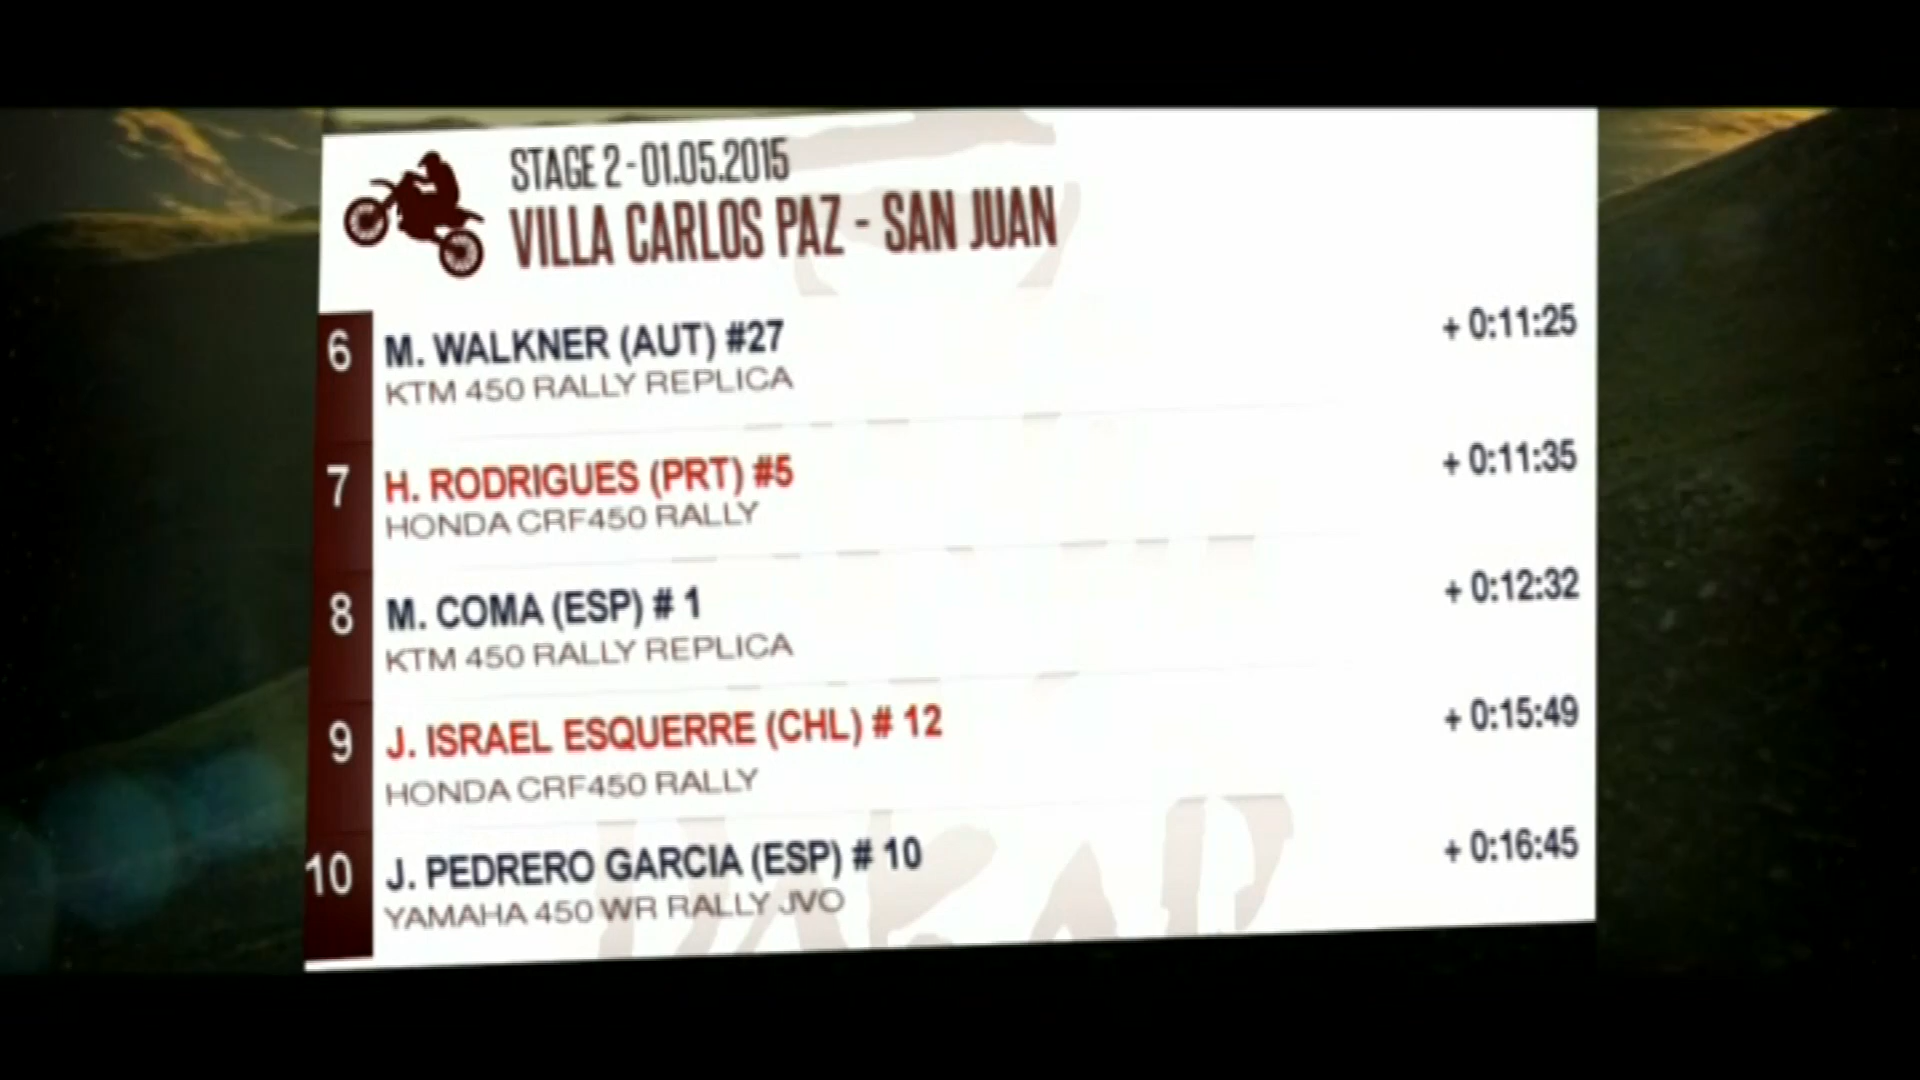 STAGE 2 - 01.05.2015
VILLA CARLOS PAZ - SAN JUAN
6 M. WALKNER (AUT) #27 + 0:11:25
KTM 450 RALLY REPLICA
7 H. RODRIGUES (PRT) #5 + 0:11:35
HONDA CRF450 RALLY
8 M. COMA (ESP) # 1 + 0:12:32
KTM 450 RALLY REPLICA
9 J. ISRAEL ESQUERRE (CHL) # 12 + 0:15:49
HONDA CRF450 RALLY
10 J. PEDRERO GARCIA (ESP) # 10 + 0:16:45
YAMAHA 450 WR RALLY JVO
DAKAR